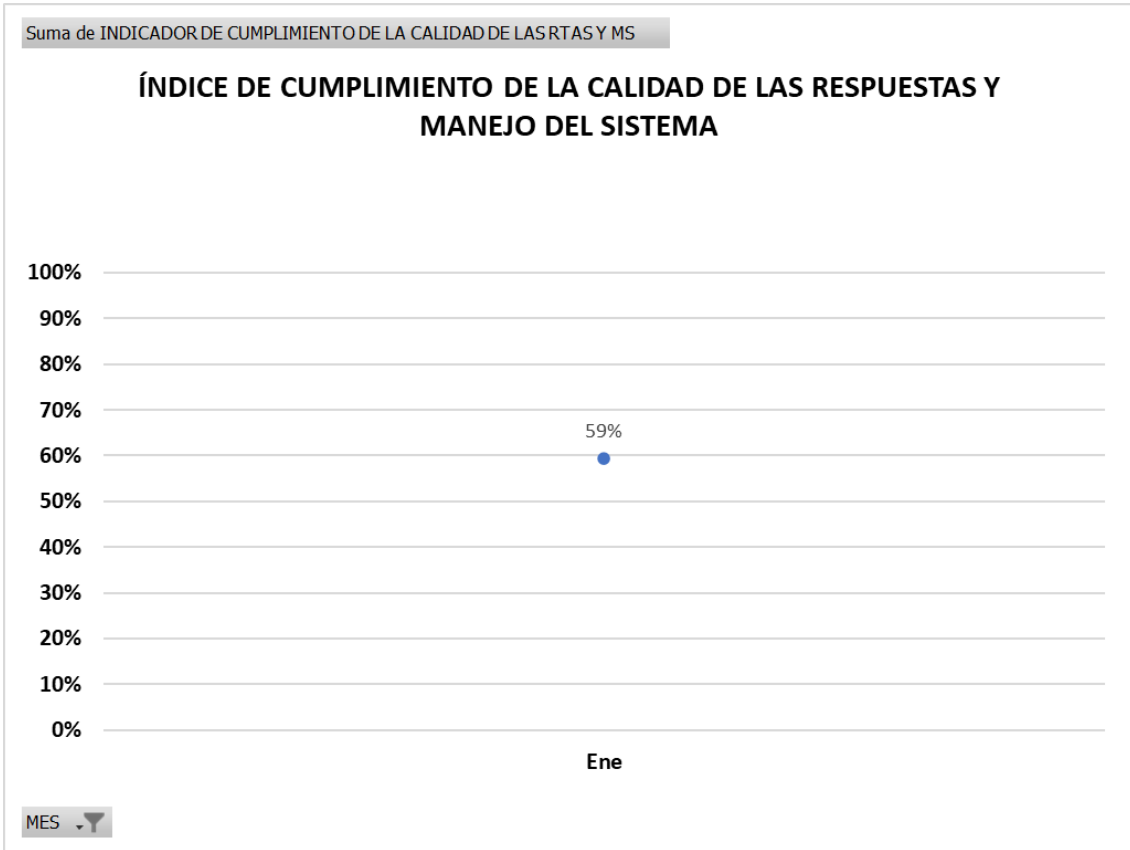 Suma de INDICADOR DE CUMPLIMIENTO DE LA CALIDAD DE LAS RTAS Y MS
ÍNDICE DE CUMPLIMIENTO DE LA CALIDAD DE LAS RESPUESTAS Y
MANEJO DEL SISTEMA
100%
90%
80%
70%
59%
60%
50%
40%
30%
20%
10%
0%
Ene
MES